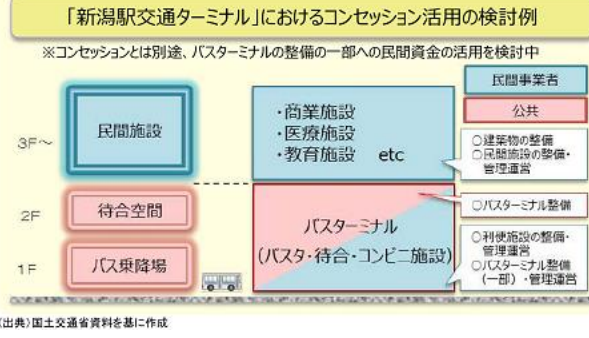 「新潟駅交通ターミナル」におけるコンセッション活用の検討例
※コンセッションとは別途、バスターミナルの整備の一部への民間資金の活用を検討中
民間事業者
公共
3F～
民間施設
・商業施設
・医療施設
・教育施設 etc
○建築物の整備
○民間施設の整備・
管理運営
2F
待合空間
1F
バス乗降場
バスターミナル
(バスタ・待合・コンビニ施設)
○バスターミナル整備
○利便施設の整備・
管理運営
○バスターミナル整備
(一部)・管理運営
(出典)国土交通省資料を基に作成